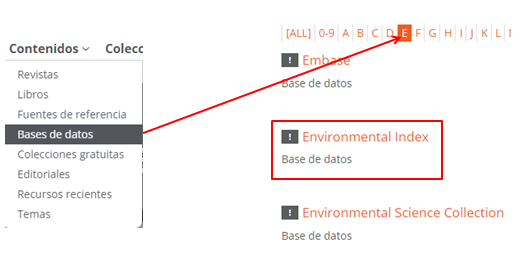 Contenidos Colecc
Revistas
Libros
Fuentes de referencia
Bases de datos
Colecciones gratuitas
Editoriales
Recursos recientes
Temas
[ALL] 0-9 A B C D E F G H I J K L
! Embase
Base de datos
! Environmental Index
Base de datos
! Environmental Science Collection
Base de datos